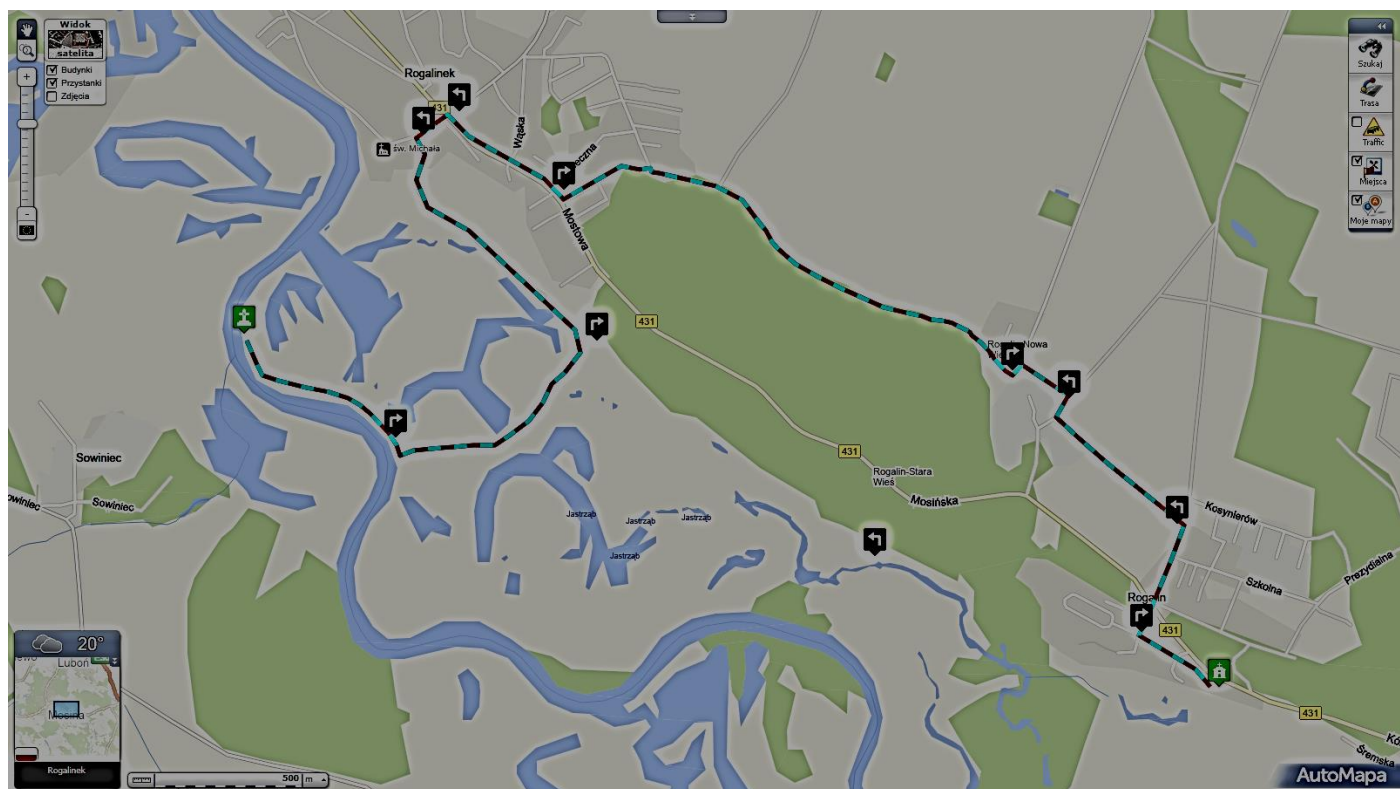 Widok
satelita
Budynki
Przystanki
Zdjęcia
Szukaj
Trasa
Traffic
Miejsca
Moje mapy
Rogalinek
431
św. Michała
Wąska
Mostowa
431
431
Rogalin-Stara
Wieś
Mosińska
Sowiniec
Sowiniec
Jastrząb
Jastrząb
Jastrząb
Jastrząb
Kosynierów
Szkolna
Prezydialna
Rogalin
431
431
Śremska
20°
Luboń
Mosina
Rogalinek
500 m
AutoMapa